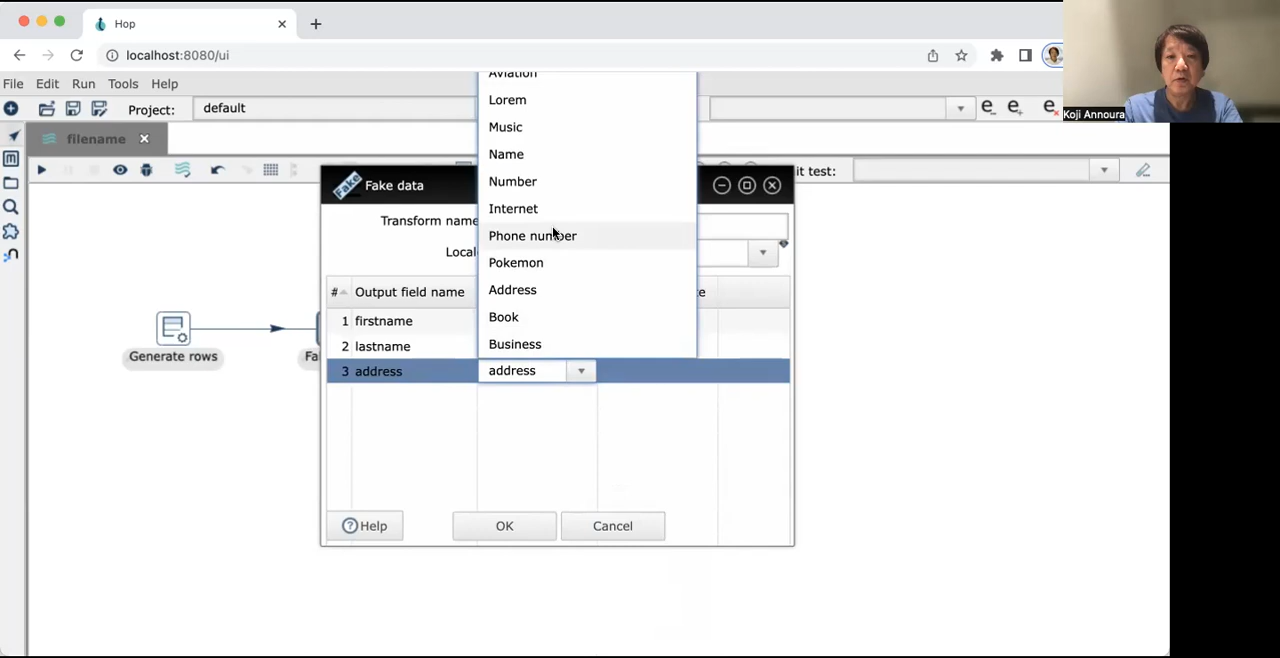 Hop
localhost:8080/ui
File Edit Run Tools Help
Koji Annoura
Project: default
filename
it test:
Aviation
Lorem
Music
Name
Number
Internet
Phone number
Pokemon
Address
Book
Business
Fake
Fake data
Transform name
Local
# Output field name
1 firstname
2 lastname
3 address address
Generate rows
Fa
Help OK Cancel